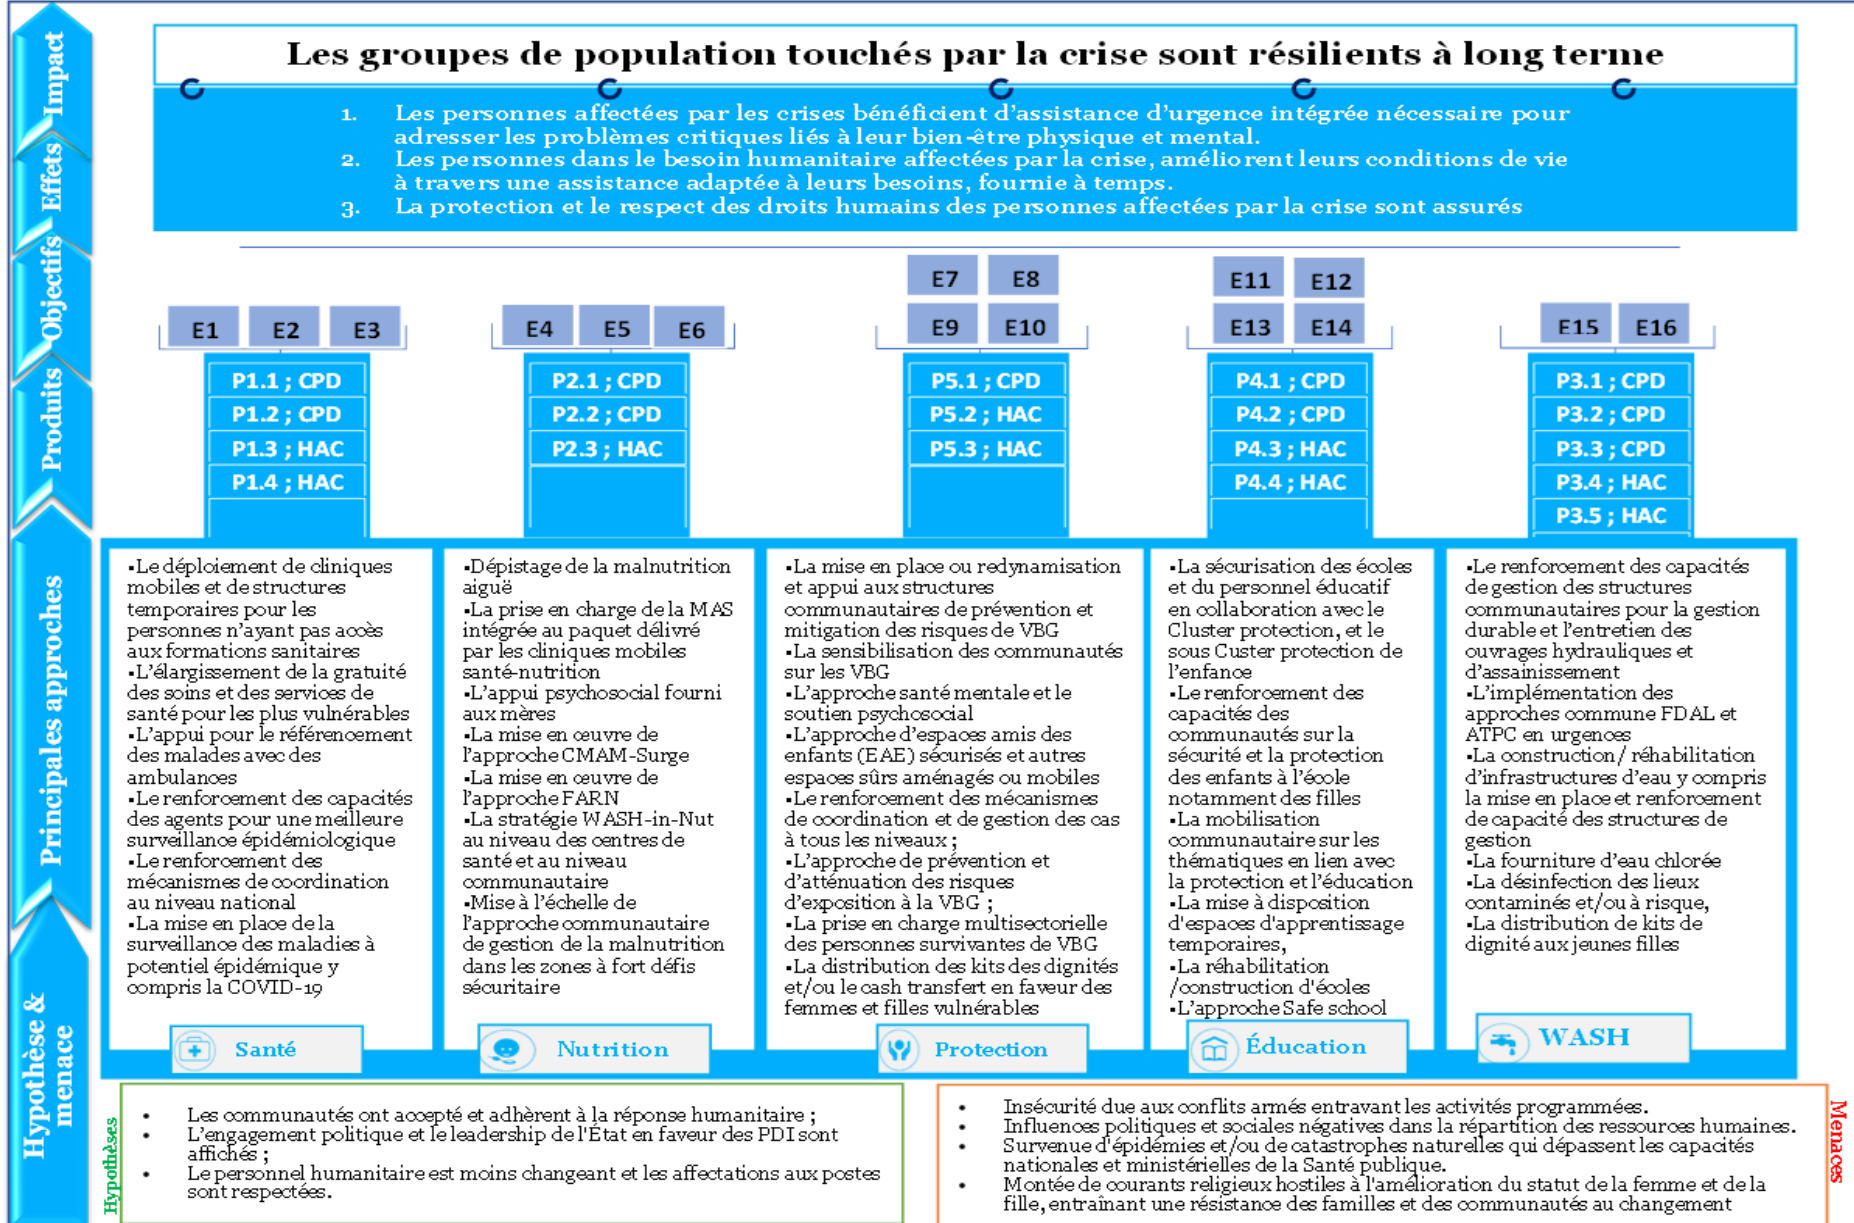 Impact
Effets
Objectifs
Produits
Principales approches
Hypothèse &
menace
Les groupes de population touchés par la crise sont résilients à long terme
1. Les personnes affectées par les crises bénéficient d'assistance d'urgence intégrée nécessaire pour
adresser les problèmes critiques liés à leur bien-être physique et mental.
2. Les personnes dans le besoin humanitaire affectées par la crise, améliorent leurs conditions de vie
à travers une assistance adaptée à leurs besoins, fournie à temps.
3. La protection et le respect des droits humains des personnes affectées par la crise sont assurés
E1 E2 E3
P1.1 ; CPD
P1.2 ; CPD
P1.3 ; HAC
P1.4 ; HAC
E4 E5 E6
P2.1 ; CPD
P2.2 ; CPD
P2.3 ; HAC
E7 E8
E9 E10
P5.1 ; CPD
P5.2 ; HAC
P5.3 ; HAC
E11 E12
E13 E14
P4.1 ; CPD
P4.2 ; CPD
P4.3 ; HAC
P4.4 ; HAC
E15 E16
P3.1 ; CPD
P3.2 ; CPD
P3.3 ; CPD
P3.4 ; HAC
P3.5 ; HAC
▪Le déploiement de cliniques
mobiles et de structures
temporaires pour les
personnes n'ayant pas accès
aux formations sanitaires
▪L'élargissement de la gratuité
des soins et des services de
santé pour les plus vulnérables
▪L'appui pour le référencement
des malades avec des
ambulances
▪Le renforcement des capacités
des agents pour une meilleure
surveillance épidémiologique
▪Le renforcement des
mécanismes de coordination
au niveau national
▪La mise en place de la
surveillance des maladies à
potentiel épidémique y
compris la COVID-19
Santé
▪Dépistage de la malnutrition
aiguë
▪La prise en charge de la MAS
intégrée au paquet délivré
par les cliniques mobiles
santé-nutrition
▪L'appui psychosocial fourni
aux mères
▪La mise en œuvre de
l'approche CMAM-Surge
▪La mise en œuvre de
l'approche FARN
▪La stratégie WASH-in-Nut
au niveau des centres de
santé et au niveau
communautaire
▪Mise à l'échelle de
l'approche communautaire
de gestion de la malnutrition
dans les zones à fort défis
sécuritaire
Nutrition
▪La mise en place ou redynamisation
et appui aux structures
communautaires de prévention et
mitigation des risques de VBG
▪La sensibilisation des communautés
sur les VBG
▪L'approche santé mentale et le
soutien psychosocial
▪L'approche d'espaces amis des
enfants (EAE) sécurisés et autres
espaces sûrs aménagés ou mobiles
▪Le renforcement des mécanismes
de coordination et de gestion des cas
à tous les niveaux ;
▪L'approche de prévention et
d'atténuation des risques
d'exposition à la VBG ;
▪La prise en charge multisectorielle
des personnes survivantes de VBG
▪La distribution des kits des dignités
et/ou le cash transfert en faveur des
femmes et filles vulnérables
Protection
▪La sécurisation des écoles
et du personnel éducatif
en collaboration avec le
Cluster protection, et le
sous Custer protection de
l'enfance
▪Le renforcement des
capacités des
communautés sur la
sécurité et la protection
des enfants à l'école
notamment des filles
▪La mobilisation
communautaire sur les
thématiques en lien avec
la protection et l'éducation
▪La mise à disposition
d'espaces d'apprentissage
temporaires,
▪La réhabilitation
/construction d'écoles
▪L'approche Safe school
Éducation
▪Le renforcement des capacités
de gestion des structures
communautaires pour la gestion
durable et l'entretien des
ouvrages hydrauliques et
d'assainissement
▪L'implémentation des
approches commune FDAL et
ATPC en urgences
▪La construction/ réhabilitation
d'infrastructures d'eau y compris
la mise en place et renforcement
de capacité des structures de
gestion
▪La fourniture d'eau chlorée
▪La désinfection des lieux
contaminés et/ou à risque,
▪La distribution de kits de
dignité aux jeunes filles
WASH
Hypothèses
• Les communautés ont accepté et adhèrent à la réponse humanitaire ;
• L'engagement politique et le leadership de l'État en faveur des PDI sont
affichés ;
• Le personnel humanitaire est moins changeant et les affectations aux postes
sont respectées.
• Insécurité due aux conflits armés entravant les activités programmées.
• Influences politiques et sociales négatives dans la répartition des ressources humaines.
• Survenue d'épidémies et/ou de catastrophes naturelles qui dépassent les capacités
nationales et ministérielles de la Santé publique.
• Montée de courants religieux hostiles à l'amélioration du statut de la femme et de la
fille, entraînant une résistance des familles et des communautés au changement
Menaces